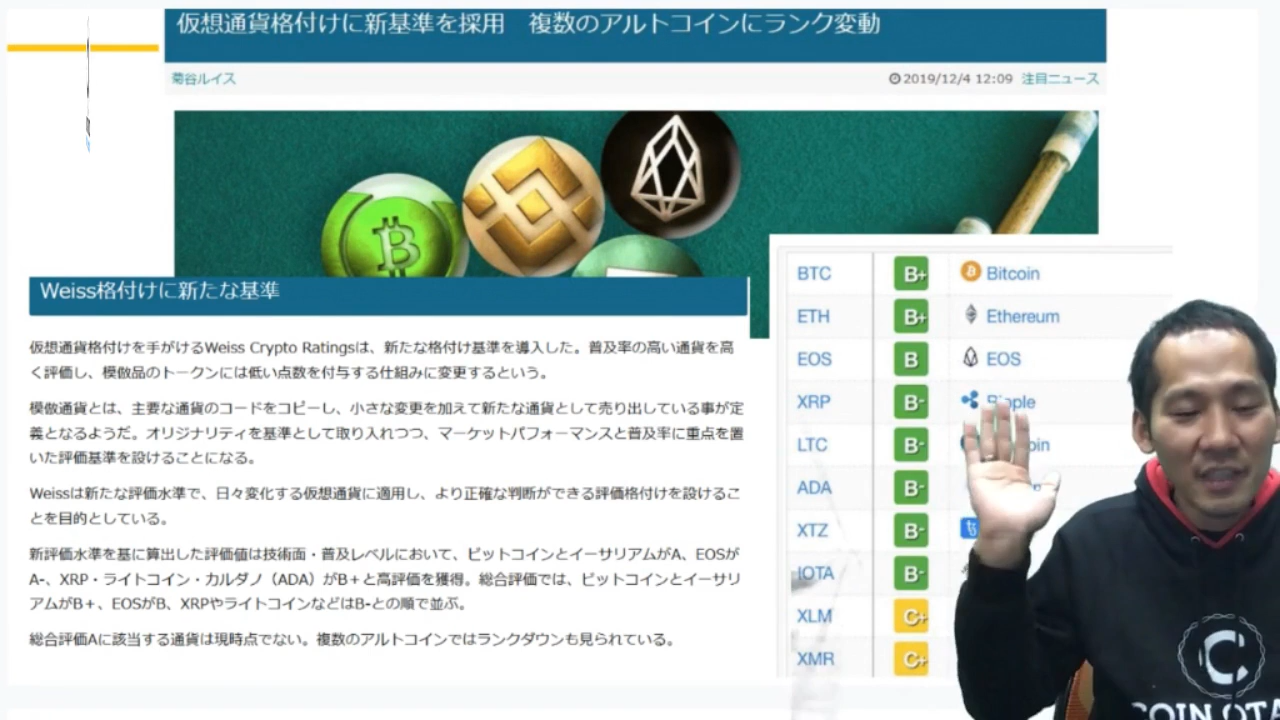 仮想通貨格付けに新基準を採用　複数のアルトコインにランク変動
菊谷ルイス
2019/12/4 12:09 注目ニュース
Weiss格付けに新たな基準
仮想通貨格付けを手がけるWeiss Crypto Ratingsは、新たな格付け基準を導入した。普及率の高い通貨を高
く評価し、模倣品のトークンには低い点数を付与する仕組みに変更するという。
模倣通貨とは、主要な通貨のコードをコピーし、小さな変更を加えて新たな通貨として売り出している事が定
義となるようだ。オリジナリティを基準として取り入れつつ、マーケットパフォーマンスと普及率に重点を置
いた評価基準を設けることになる。
Weissは新たな評価水準で、日々変化する仮想通貨に適用し、より正確な判断ができる評価格付けを設けるこ
とを目的としている。
新評価水準を基に算出した評価値は技術面・普及レベルにおいて、ビットコインとイーサリアムがA、EOSが
A-、XRP・ライトコイン・カルダノ（ADA）がB＋と高評価を獲得。総合評価では、ビットコインとイーサリ
アムがB＋、EOSがB、XRPやライトコインなどはB-との順で並ぶ。
総合評価Aに該当する通貨は現時点でない。複数のアルトコインではランクダウンも見られている。
BTC B+ Bitcoin
ETH B+ Ethereum
EOS B EOS
XRP B- Ripple
LTC B- oin
ADA B-
XTZ B-
IOTA B-
XLM C+
XMR C+
COIN OTA